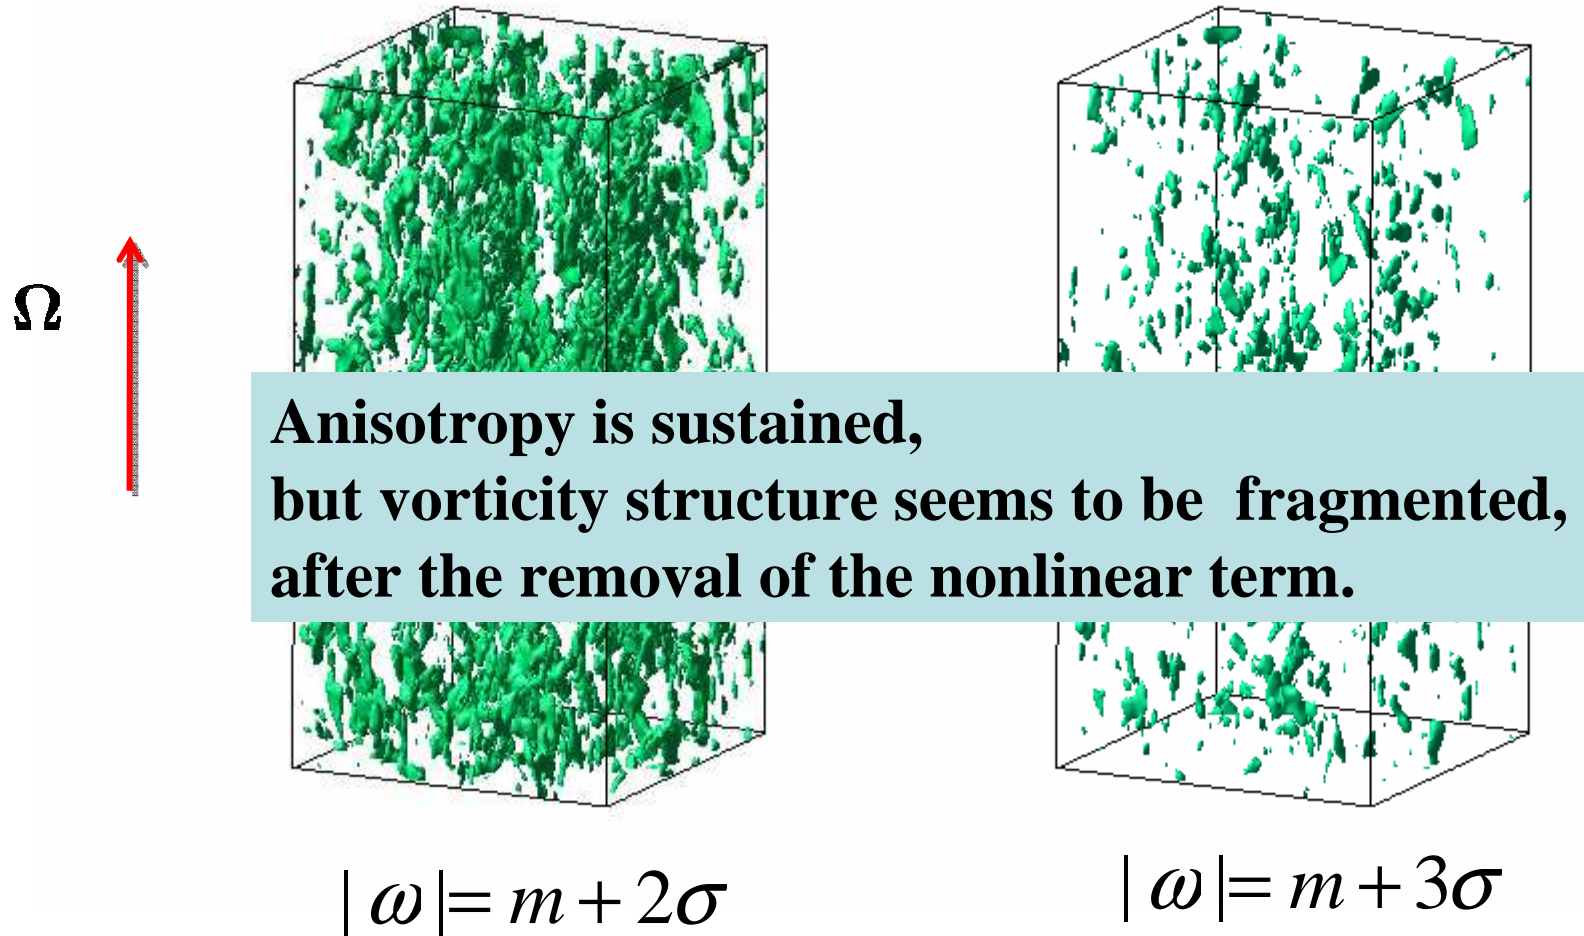 Ω
Anisotropy is sustained,
but vorticity structure seems to be fragmented,
after the removal of the nonlinear term.
| ω |= m + 2σ
| ω |= m + 3σ